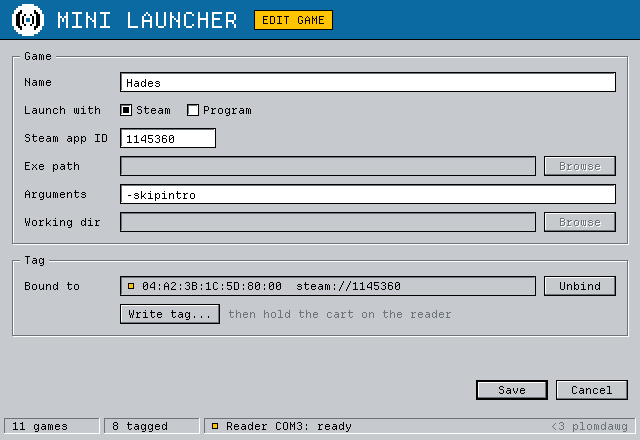 MINI LAUNCHER EDIT GAME
Game
Name Hades
Launch with Steam Program
Steam app ID 1145360
Exe path Browse
Arguments -skipintro
Working dir Browse
Tag
Bound to 04:A2:3B:1C:5D:80:00 steam://1145360 Unbind
Write tag... then hold the cart on the reader
Save Cancel
11 games 8 tagged Reader COM3: ready <3 plomdawg